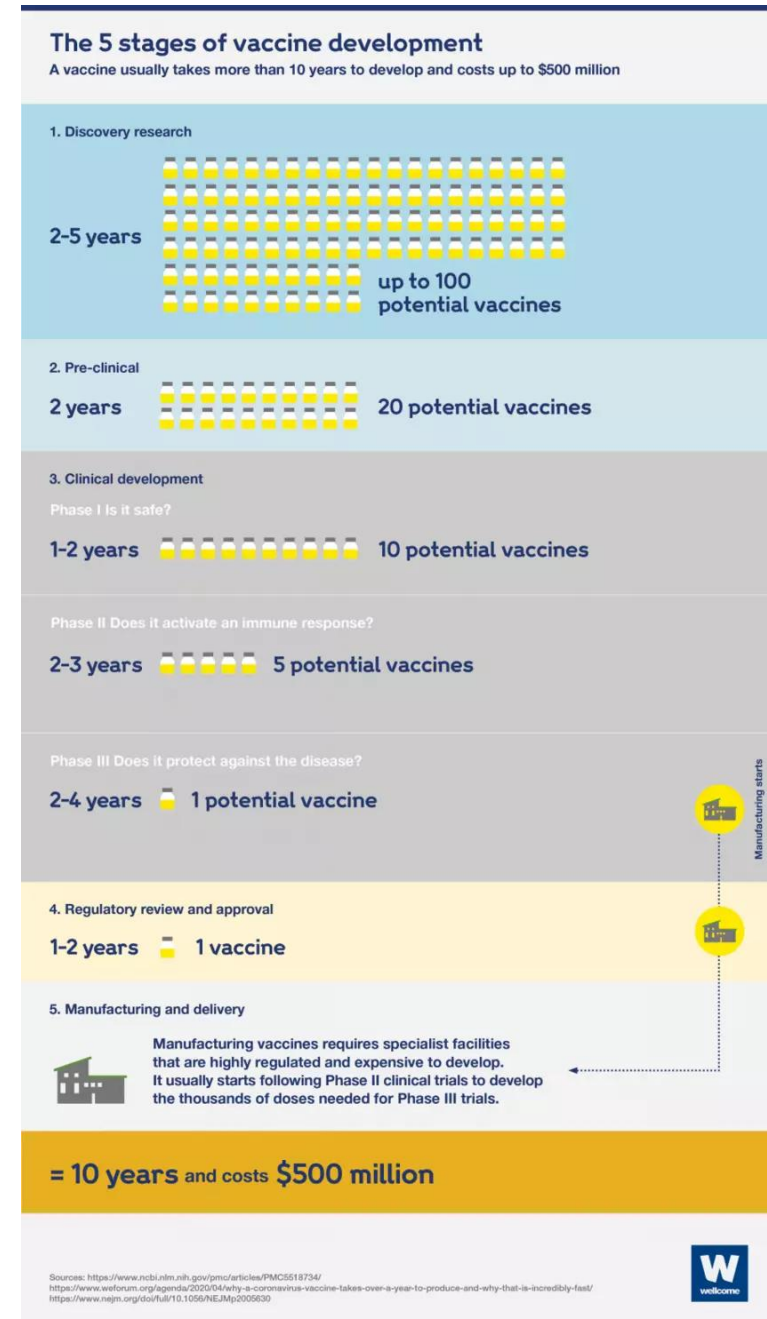 The 5 stages of vaccine development
A vaccine usually takes more than 10 years to develop and costs up to $500 million
1. Discovery research
2-5 years
up to 100
potential vaccines
2. Pre-clinical
2 years
20 potential vaccines
3. Clinical development
Phase I Is it safe?
1-2 years
10 potential vaccines
Phase II Does it activate an immune response?
2-3 years
5 potential vaccines
Phase III Does it protect against the disease?
2-4 years
1 potential vaccine
Manufacturing starts
4. Regulatory review and approval
1-2 years
1 vaccine
5. Manufacturing and delivery
Manufacturing vaccines requires specialist facilities
that are highly regulated and expensive to develop.
It usually starts following Phase II clinical trials to develop
the thousands of doses needed for Phase III trials.
= 10 years and costs $500 million
Sources: https://www.ncbi.nlm.nih.gov/pmc/articles/PMC5518734/
https://www.weforum.org/agenda/2020/04/why-a-coronavirus-vaccine-takes-over-a-year-to-produce-and-why-that-is-incredibly-fast/
https://www.nejm.org/doi/full/10.1056/NEJMp2005630
W
wellcome